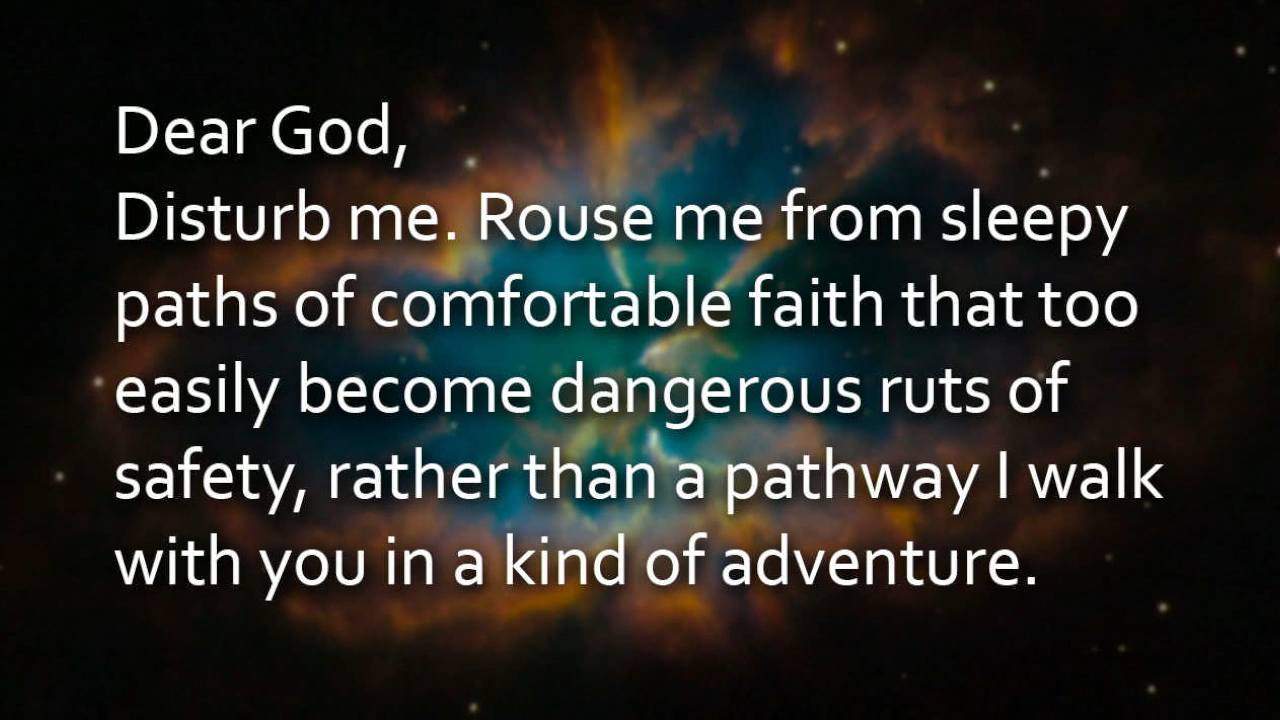 Dear God,
Disturb me. Rouse me from sleepy
paths of comfortable faith that too
easily become dangerous ruts of
safety, rather than a pathway I walk
with you in a kind of adventure.